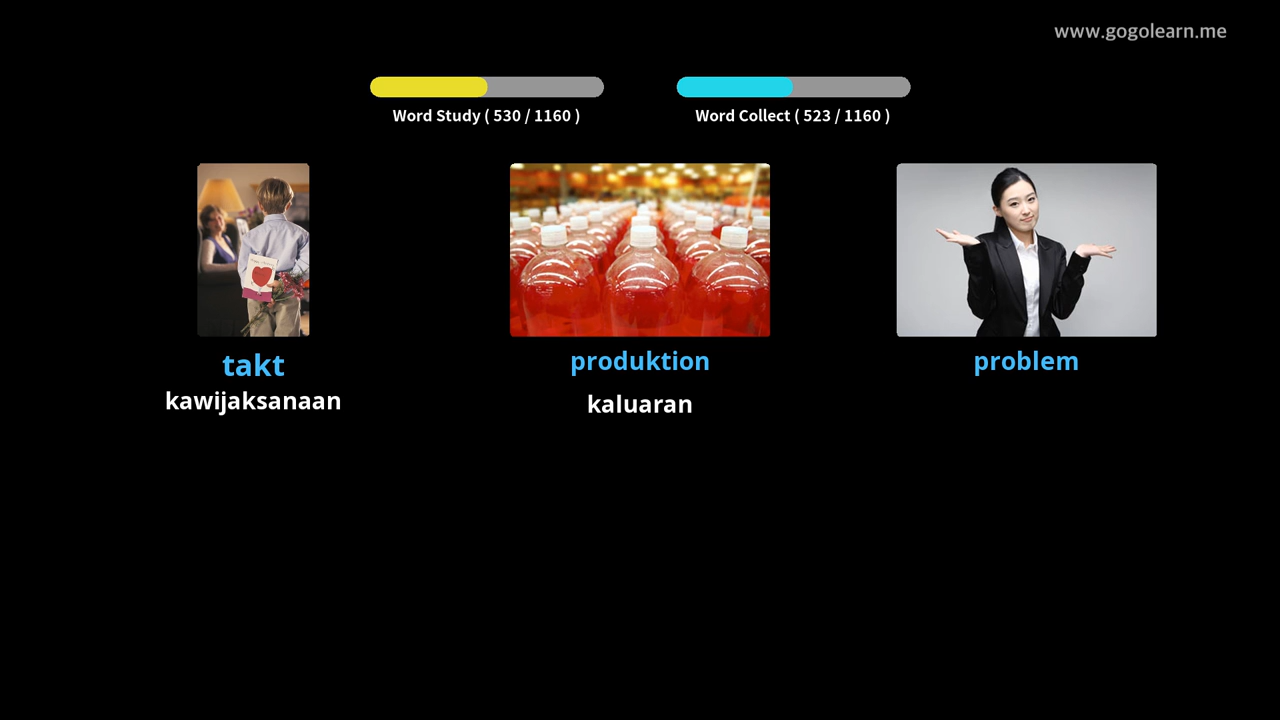 www.gogolearn.me
Word Study ( 530 / 1160 )
Word Collect ( 523 / 1160 )
takt
kawijaksanaan
produktion
kaluaran
problem